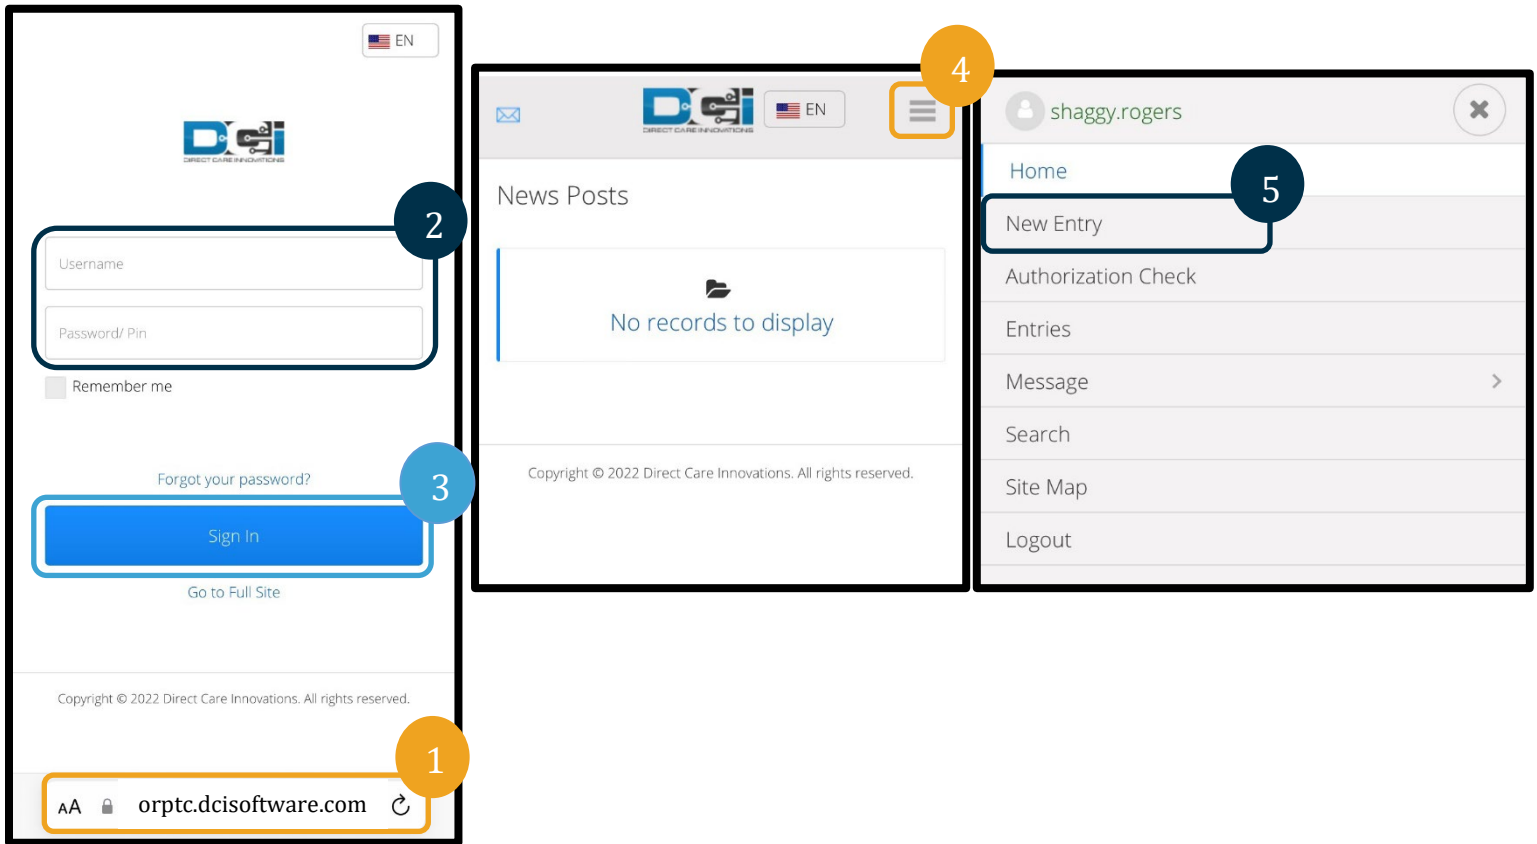 EN
DCi
DIRECT CARE INNOVATIONS
2
Username
Password/ Pin
Remember me
Forgot your password?
3
Sign In
Go to Full Site
Copyright © 2022 Direct Care Innovations. All rights reserved.
1
AA orptc.dcisoftware.com
4
DCi
DIRECT CARE INNOVATIONS
EN
News Posts
No records to display
Copyright © 2022 Direct Care Innovations. All rights reserved.
shaggy.rogers
Home
5
New Entry
Authorization Check
Entries
Message
Search
Site Map
Logout